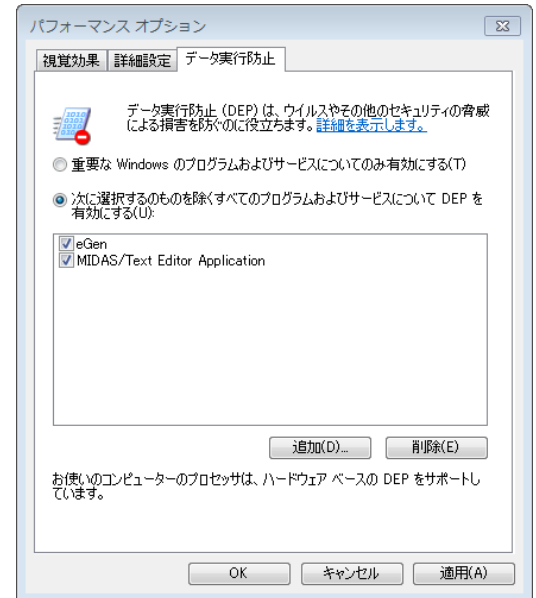 パフォーマンス オプション
視覚効果 詳細設定 データ実行防止
データ実行防止 (DEP) は、ウイルスやその他のセキュリティの脅威
による損害を防ぐのに役立ちます。詳細を表示します。
重要な Windows のプログラムおよびサービスについてのみ有効にする(T)
次に選択するのものを除くすべてのプログラムおよびサービスについて DEP を
有効にする(U):
eGen
MIDAS/Text Editor Application
追加(D)... 削除(E)
お使いのコンピューターのプロセッサは、ハードウェア ベースの DEP をサポートし
ています。
OK キャンセル 適用(A)